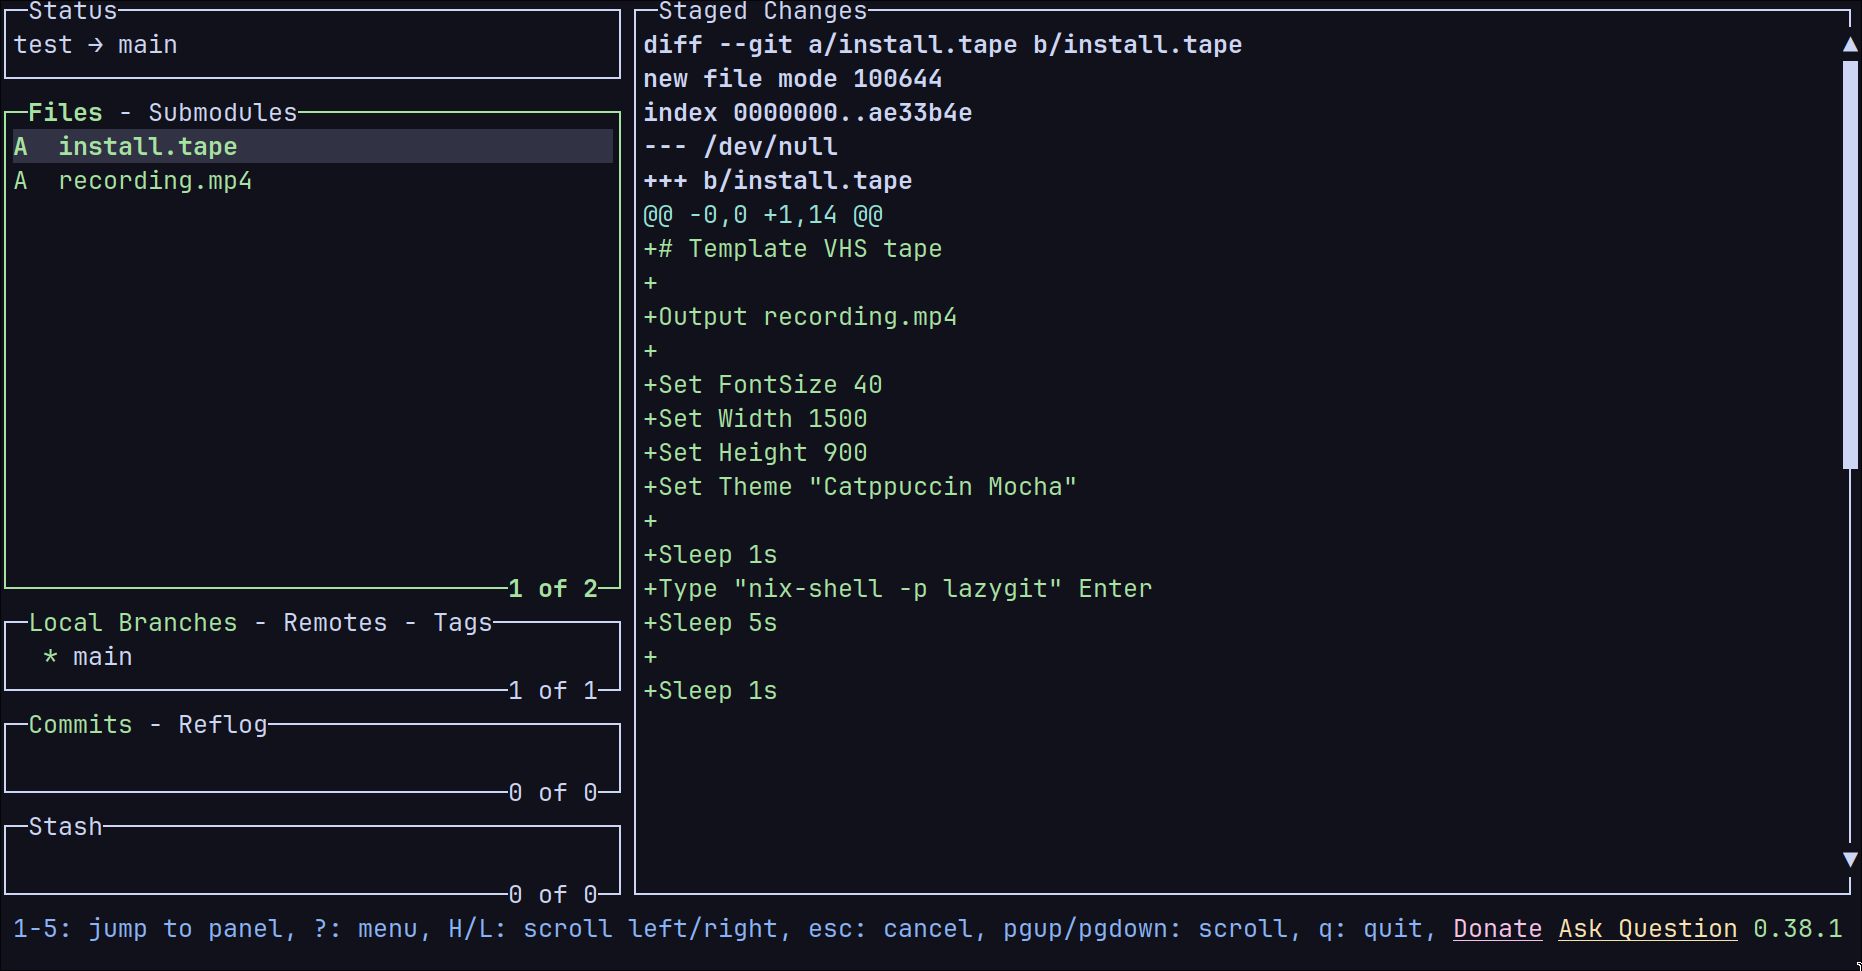 Status
test → main
Files - Submodules
A  install.tape
A  recording.mp4
1 of 2
Local Branches - Remotes - Tags
* main
1 of 1
Commits - Reflog
0 of 0
Stash
0 of 0
Staged Changes
diff --git a/install.tape b/install.tape
new file mode 100644
index 0000000..ae33b4e
--- /dev/null
+++ b/install.tape
@@ -0,0 +1,14 @@
+# Template VHS tape
+
+Output recording.mp4
+
+Set FontSize 40
+Set Width 1500
+Set Height 900
+Set Theme "Catppuccin Mocha"
+
+Sleep 1s
+Type "nix-shell -p lazygit" Enter
+Sleep 5s
+
+Sleep 1s
1-5: jump to panel, ?: menu, H/L: scroll left/right, esc: cancel, pgup/pgdown: scroll, q: quit, Donate Ask Question 0.38.1